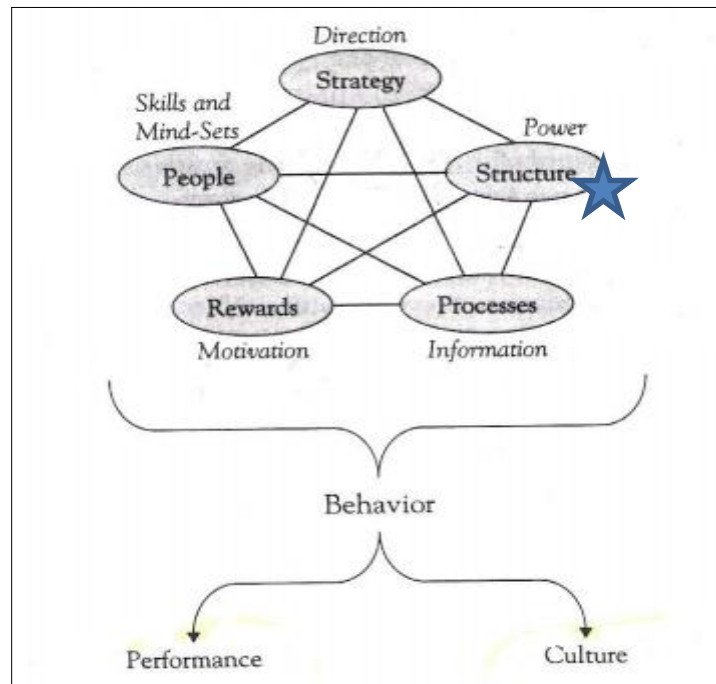 Direction
Strategy
Skills and
Mind-Sets
Power
People
Structure
Rewards
Processes
Motivation
Information
Behavior
Performance
Culture